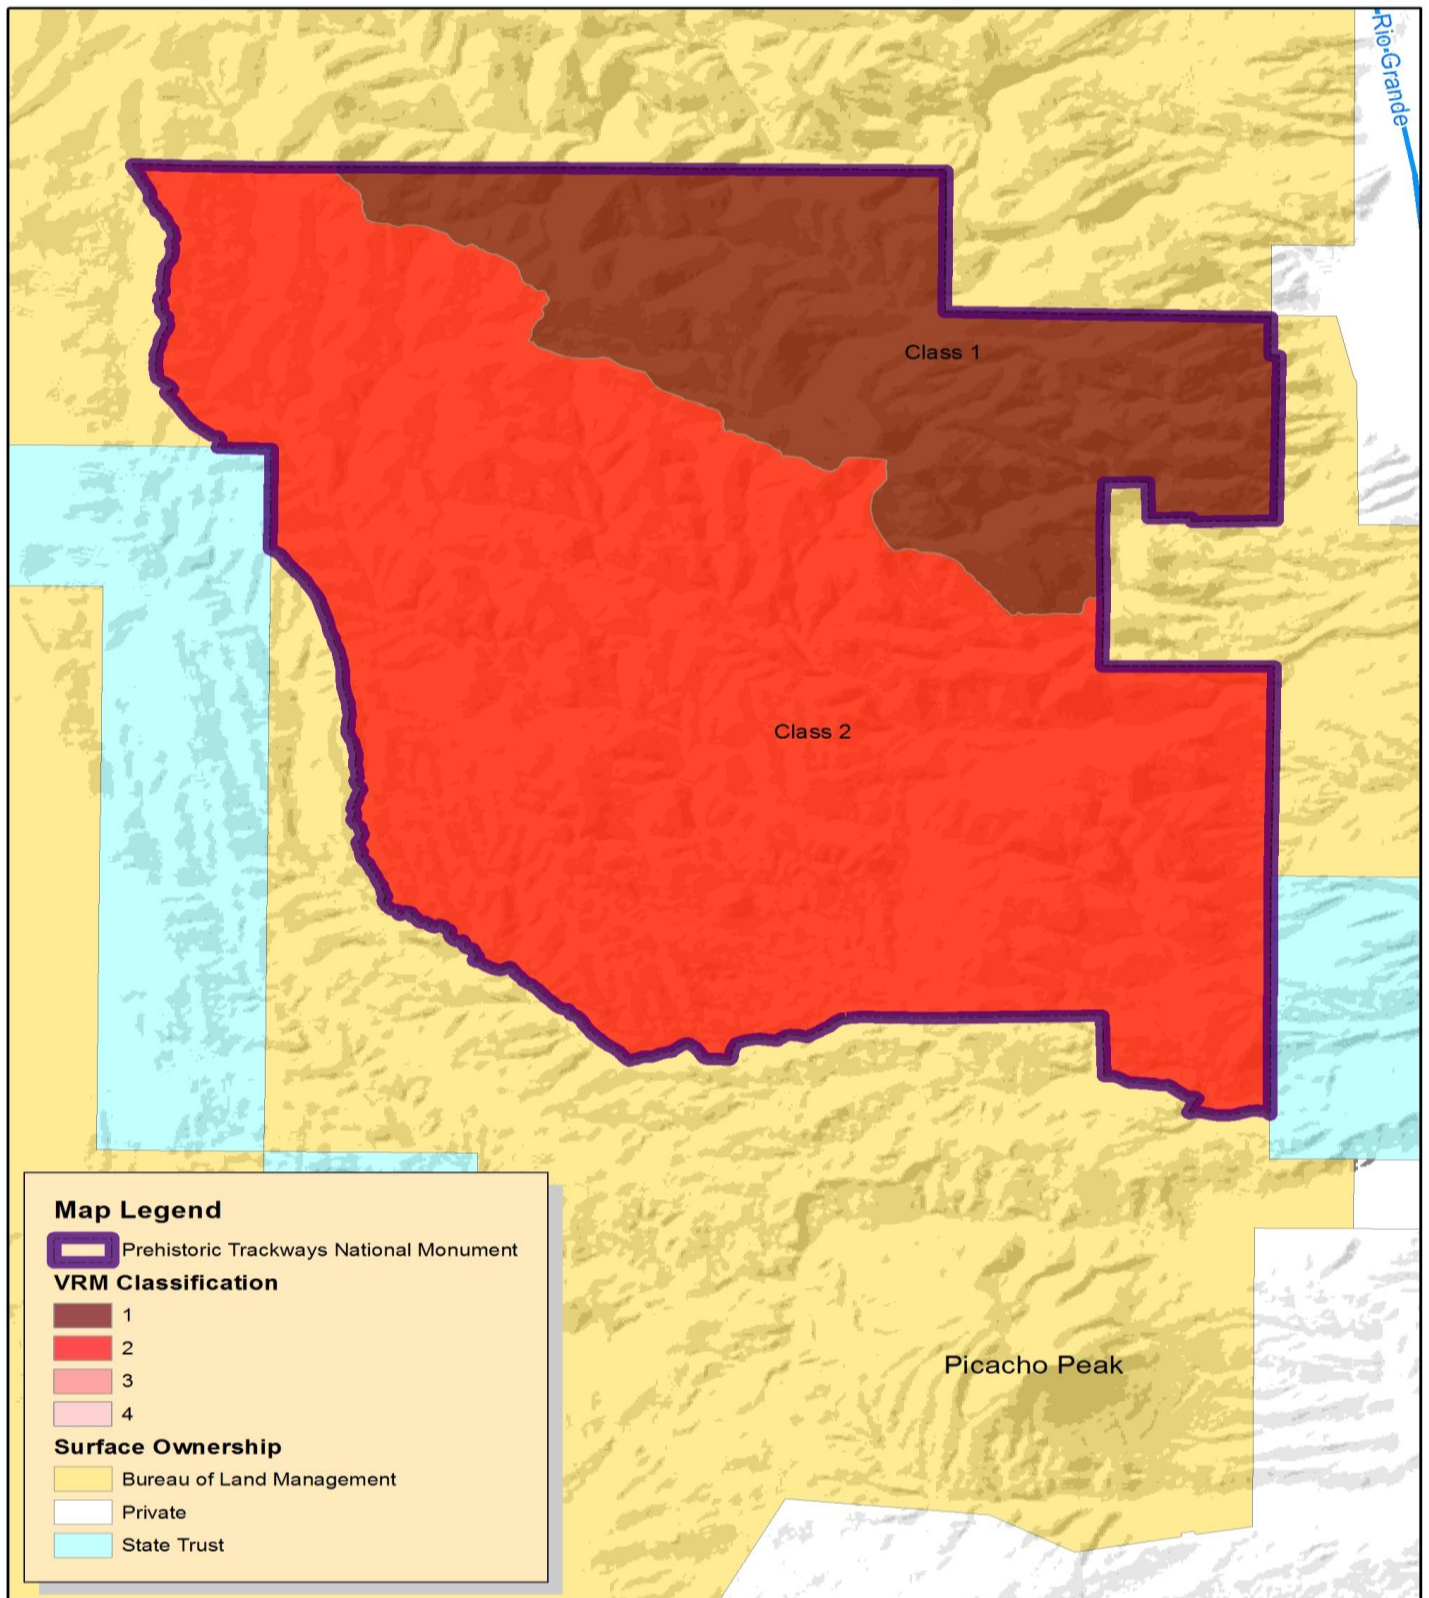 Rio Grande
Class 1
Class 2
Map Legend
Prehistoric Trackways National Monument
VRM Classification
1
2
3
4
Surface Ownership
Bureau of Land Management
Private
State Trust
Picacho Peak